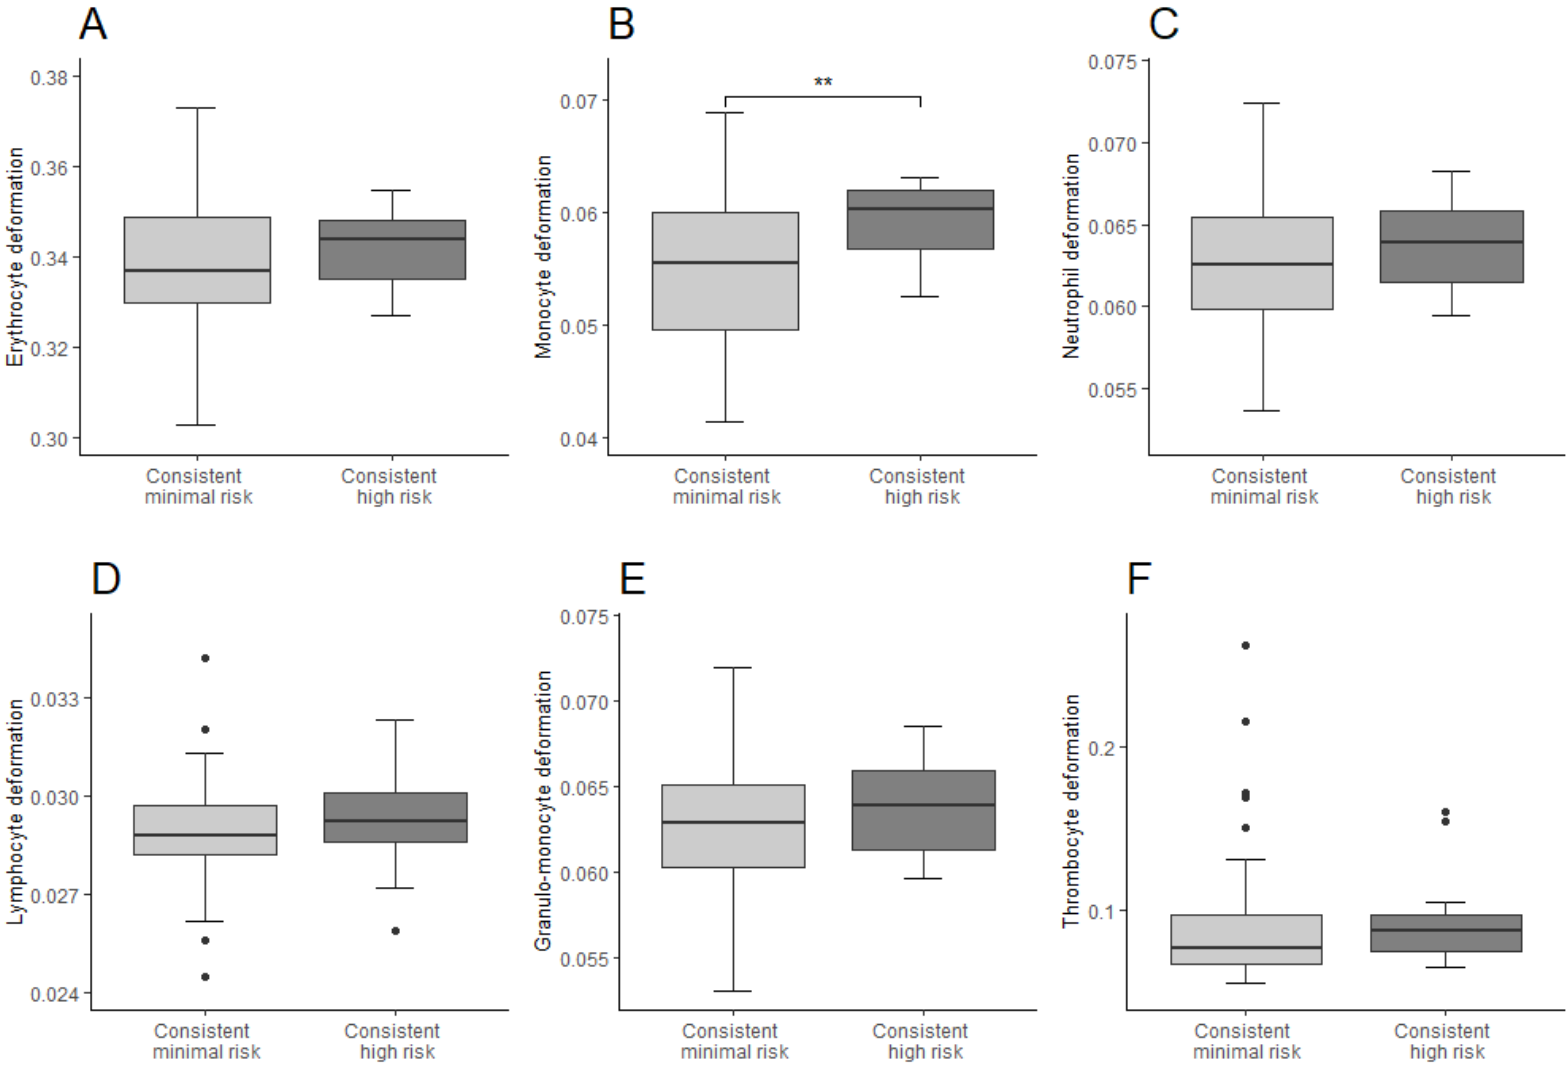 A
Erythrocyte deformation
0.38
0.36
0.34
0.32
0.30
Consistent
minimal risk
Consistent
high risk
B
Monocyte deformation
0.07
0.06
0.05
0.04
**
Consistent
minimal risk
Consistent
high risk
C
Neutrophil deformation
0.075
0.070
0.065
0.060
0.055
Consistent
minimal risk
Consistent
high risk
D
Lymphocyte deformation
0.033
0.030
0.027
0.024
Consistent
minimal risk
Consistent
high risk
E
Granulo-monocyte deformation
0.075
0.070
0.065
0.060
0.055
Consistent
minimal risk
Consistent
high risk
F
Thrombocyte deformation
0.2
0.1
Consistent
minimal risk
Consistent
high risk